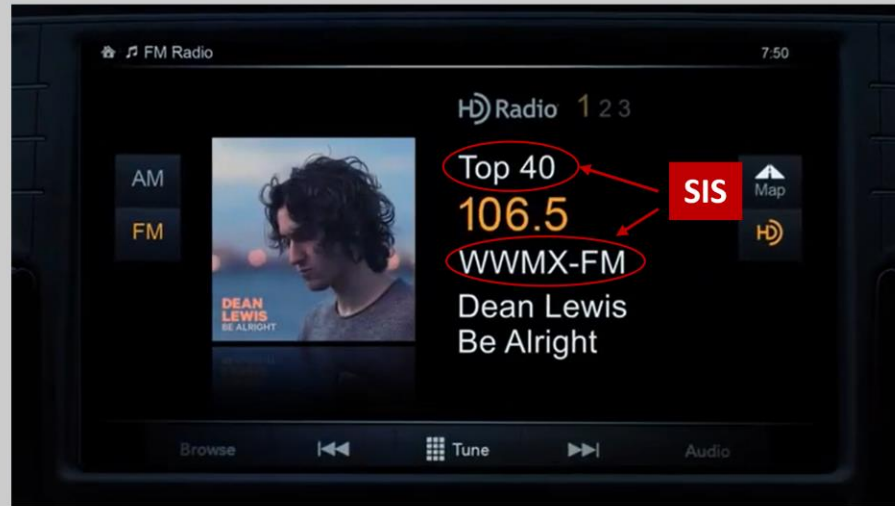 FM Radio
7:50
HD Radio 1 2 3
AM
FM
DEAN
LEWIS
BE ALRIGHT
Top 40
106.5
WWMX-FM
Dean Lewis
Be Alright
SIS
Map
HD
Browse
Tune
Audio